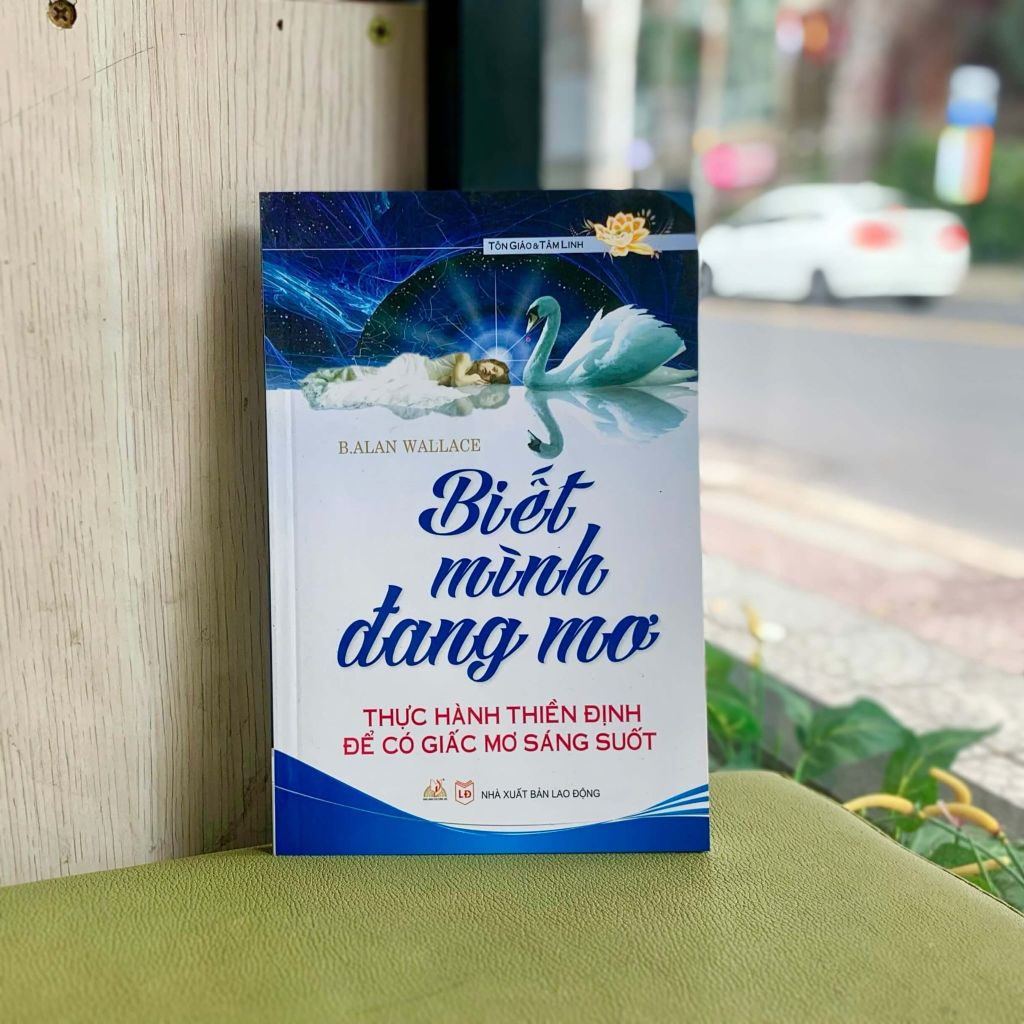 TÔN GIÁO & TÂM LINH
B.ALAN WALLACE
Biết
mình
đang mơ
THỰC HÀNH THIỀN ĐỊNH
ĐỂ CÓ GIẤC MƠ SÁNG SUỐT
LĐ
NHÀ XUẤT BẢN LAO ĐỘNG